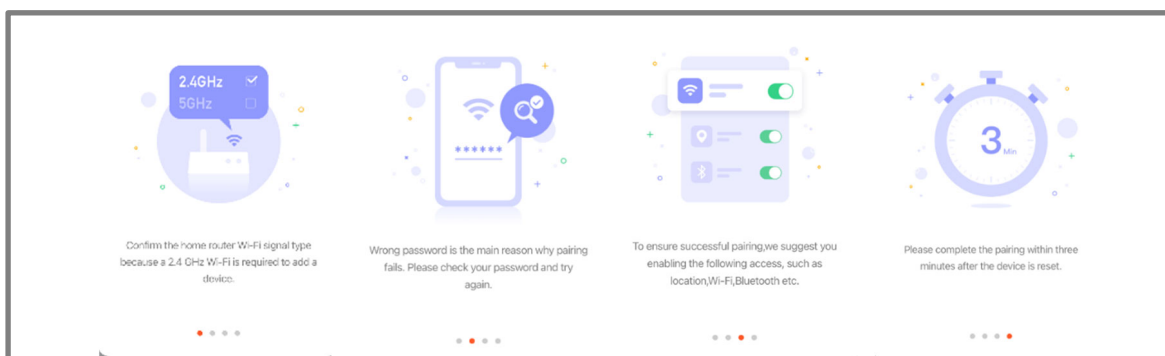 2.4GHz
5GHz
Confirm the home router Wi-Fi signal type
because a 2.4 GHz Wi-Fi is required to add a
device.
******
Wrong password is the main reason why pairing
fails. Please check your password and try
again.
To ensure successful pairing,we suggest you
enabling the following access, such as
location,Wi-Fi,Bluetooth etc.
3 Min
Please complete the pairing within three
minutes after the device is reset.